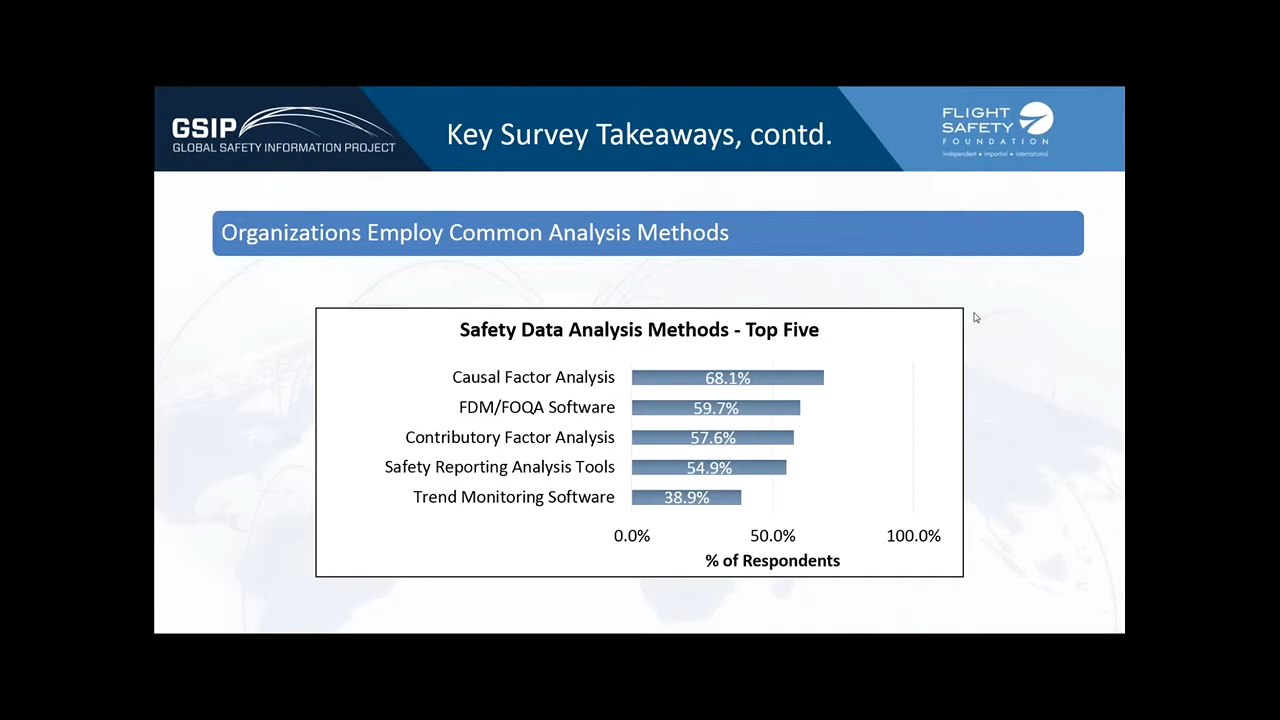 GSIP
GLOBAL SAFETY INFORMATION PROJECT
Key Survey Takeaways, contd.
FLIGHT
SAFETY
FOUNDATION
independent • impartial • international
Organizations Employ Common Analysis Methods
Safety Data Analysis Methods - Top Five
Causal Factor Analysis 68.1%
FDM/FOQA Software 59.7%
Contributory Factor Analysis 57.6%
Safety Reporting Analysis Tools 54.9%
Trend Monitoring Software 38.9%
0.0% 50.0% 100.0%
% of Respondents